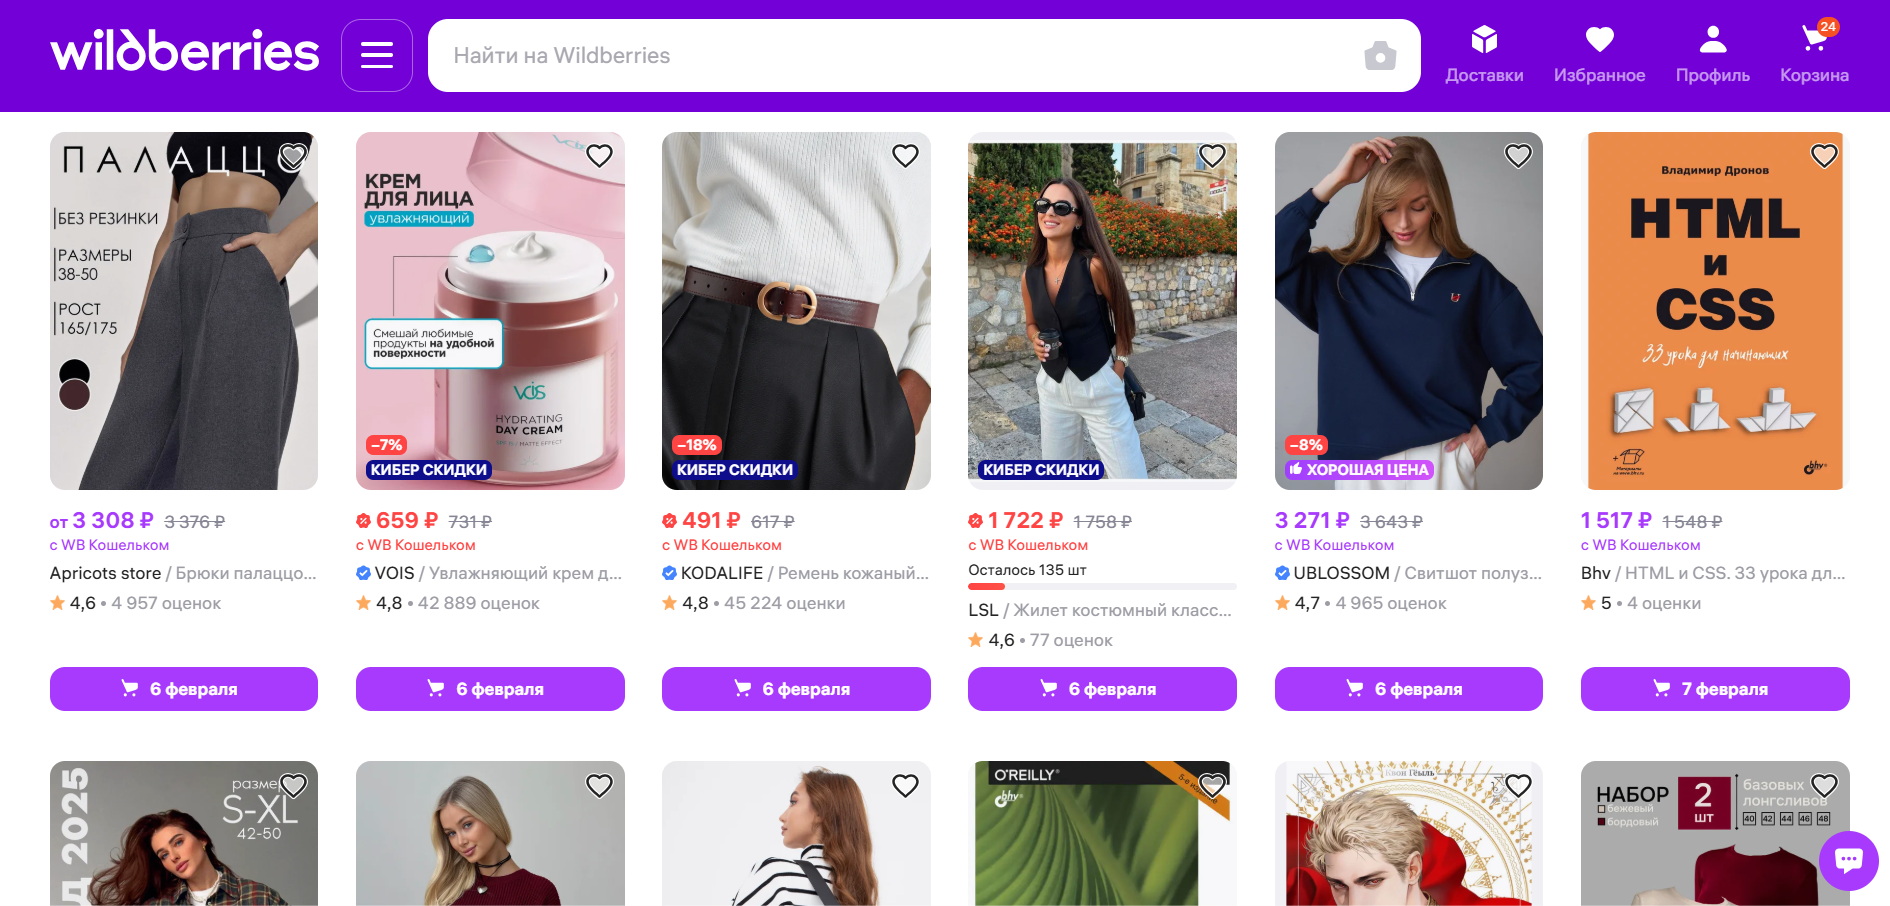 wildberries
Найти на Wildberries
Доставки
Избранное
Профиль
24
Корзина
ПАЛАЦЦО
БЕЗ РЕЗИНКИ
РАЗМЕРЫ
38-50
РОСТ
165/175
от 3 308 ₽ 3 376 ₽
с WB Кошельком
Apricots store / Брюки палаццо...
4,6 • 4 957 оценок
6 февраля
КРЕМ
ДЛЯ ЛИЦА
увлажняющий
Смешай любимые
продукты на удобной
поверхности
vois
HYDRATING
DAY CREAM
MATTE EFFECT
−7%
КИБЕР СКИДКИ
659 ₽ 731 ₽
с WB Кошельком
VOIS / Увлажняющий крем д...
4,8 • 42 889 оценок
6 февраля
−18%
КИБЕР СКИДКИ
491 ₽ 617 ₽
с WB Кошельком
KODALIFE / Ремень кожаный...
4,8 • 45 224 оценки
6 февраля
КИБЕР СКИДКИ
1 722 ₽ 1 758 ₽
с WB Кошельком
Осталось 135 шт
LSL / Жилет костюмный класс...
4,6 • 77 оценок
6 февраля
−8%
ХОРОШАЯ ЦЕНА
3 271 ₽ 3 643 ₽
с WB Кошельком
UBLOSSOM / Свитшот полуз...
4,7 • 4 965 оценок
6 февраля
Владимир Дронов
HTML
и
CSS
33 урока для начинающих
bhv
1 517 ₽ 1 548 ₽
с WB Кошельком
Bhv / HTML и CSS. 33 урока дл...
5 • 4 оценки
7 февраля
Д 2025
S-XL
42-50
O'REILLY
bhv
5-е
НАБОР
бежевый
бордовый
2
ШТ
базовых
лонгсливов
40 42 44 46 48